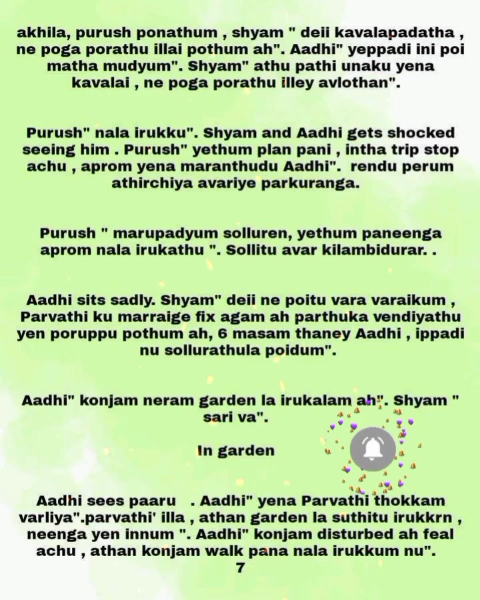 akhila, purush ponathum , shyam " deii kavalapadatha ,
ne poga porathu illai pothum ah". Aadhi" yeppadi ini poi
matha mudyum". Shyam" athu pathi unaku yena
kavalai , ne poga porathu illey avlothan".
Purush" nala irukku". Shyam and Aadhi gets shocked
seeing him . Purush" yethum plan pani , intha trip stop
achu , aprom yena maranthudu Aadhi".  rendu perum
athirchiya avariye parkuranga.
Purush " marupadyum solluren, yethum paneenga
aprom nala irukathu ". Sollitu avar kilambidurar. .
Aadhi sits sadly. Shyam" deii ne poitu vara varaikum ,
Parvathi ku marraige fix agam ah parthuka vendiyathu
yen poruppu pothum ah, 6 masam thaney Aadhi , ippadi
nu sollurathula poidum".
Aadhi" konjam neram garden la irukalam ah". Shyam "
sari va".
In garden
Aadhi sees paaru   . Aadhi" yena Parvathi thokkam
varliya".parvathi' illa , athan garden la suthitu irukkrn ,
neenga yen innum ". Aadhi" konjam disturbed ah feal
achu , athan konjam walk pana nala irukkum nu".
7